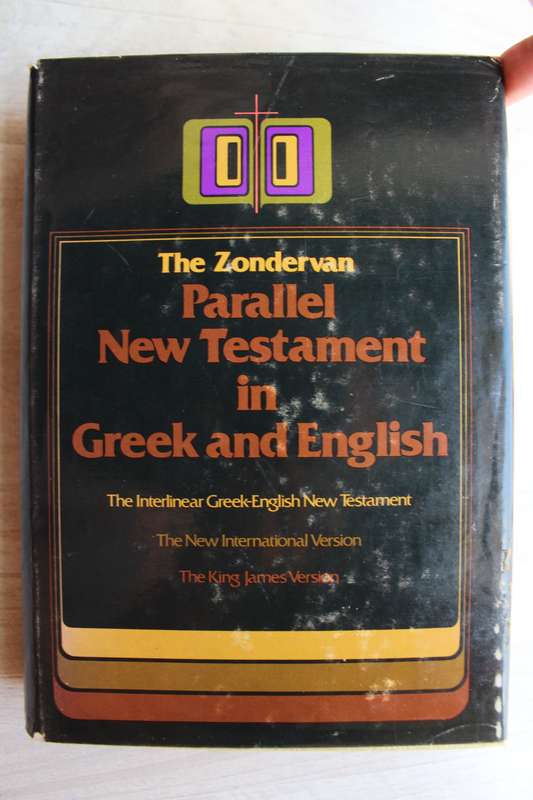 The Zondervan
Parallel
New Testament
in
Greek and English
The Interlinear Greek-English New Testament
The New International Version
The King James Version